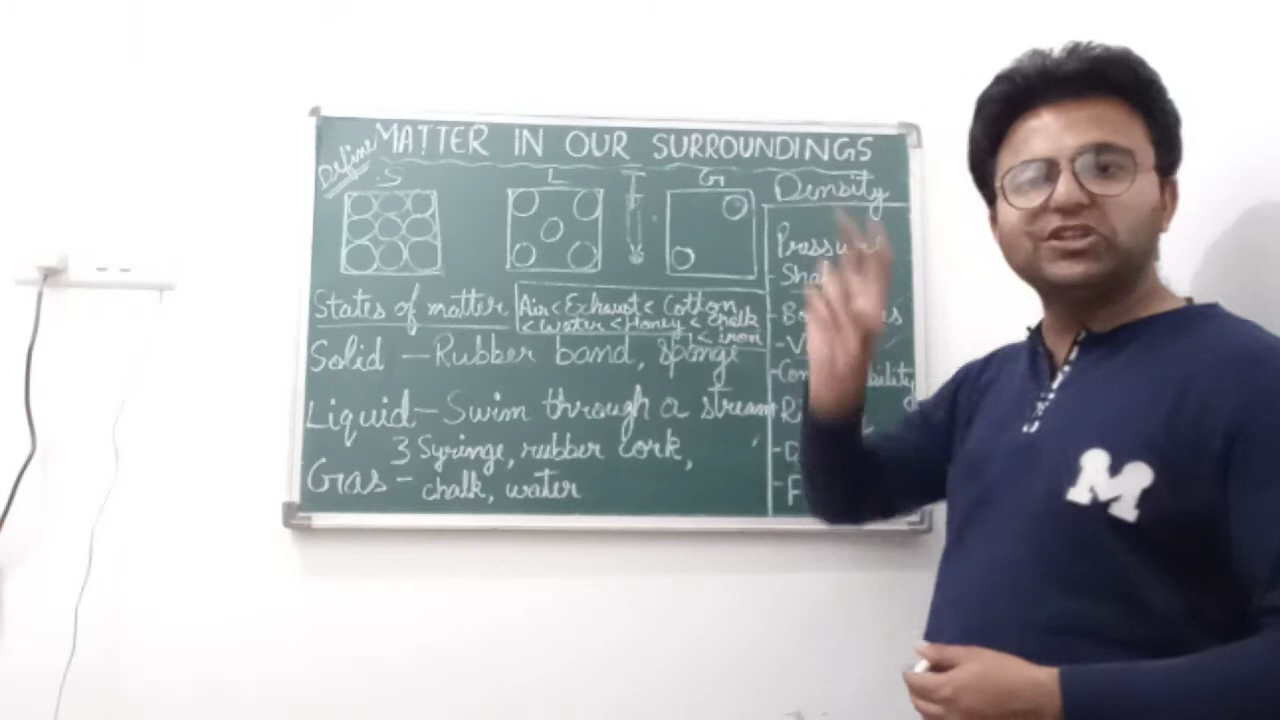 Define MATTER IN OUR SURROUNDINGS
S L G
States of matter
Air < Exhaust < Cotton
< Water < Honey < Chalk
< iron
Solid - Rubber band, sponge
Liquid - Swim through a stream
3 Syringe, rubber cork,
Gas - chalk, water
Density
Pressure
M